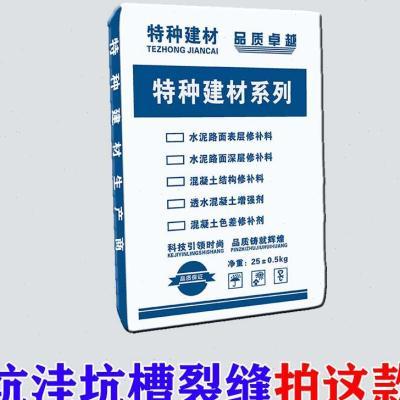 特种建材
TEZHONG JIANCAI
品质卓越
特种建材系列
水泥路面表层修补料
水泥路面深层修补料
混凝土结构修补料
透水混凝土增强剂
混凝土色差修补剂
科技引领时尚 品质铸就辉煌
KEJIYINLINGSHISHANG PINZHIZHUJIUHUIHUANG
品质保证
净重：25±0.5kg
特种建材生产商
坑洼坑槽裂缝拍这款